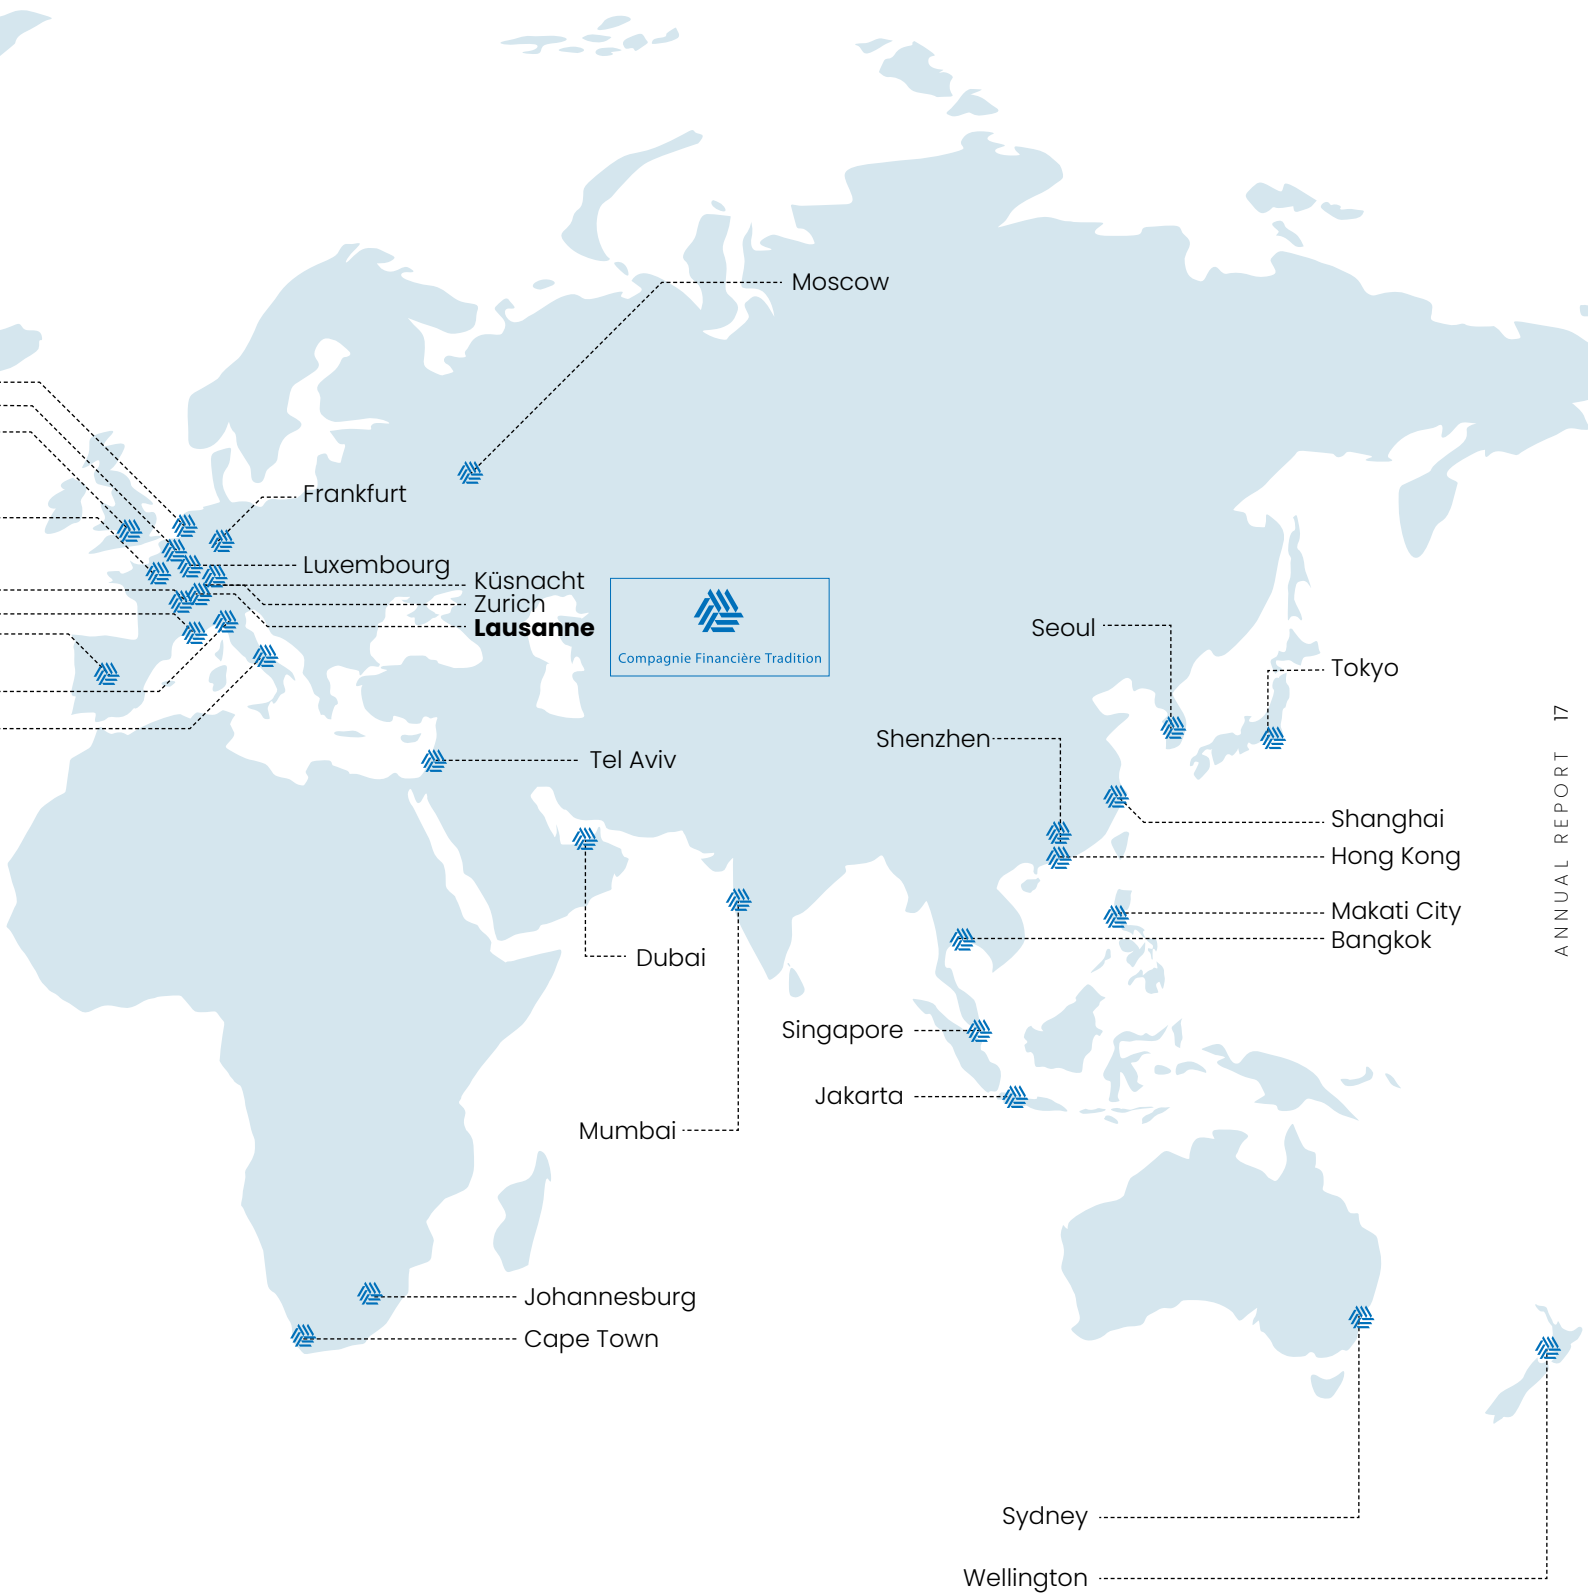 Moscow
Frankfurt
Luxembourg
Küsnacht
Zurich
Lausanne
Compagnie Financière Tradition
Seoul
Tokyo
Shenzhen
Tel Aviv
Shanghai
Hong Kong
Makati City
Bangkok
Dubai
Singapore
Jakarta
Mumbai
Johannesburg
Cape Town
Sydney
Wellington
ANNUAL REPORT 17